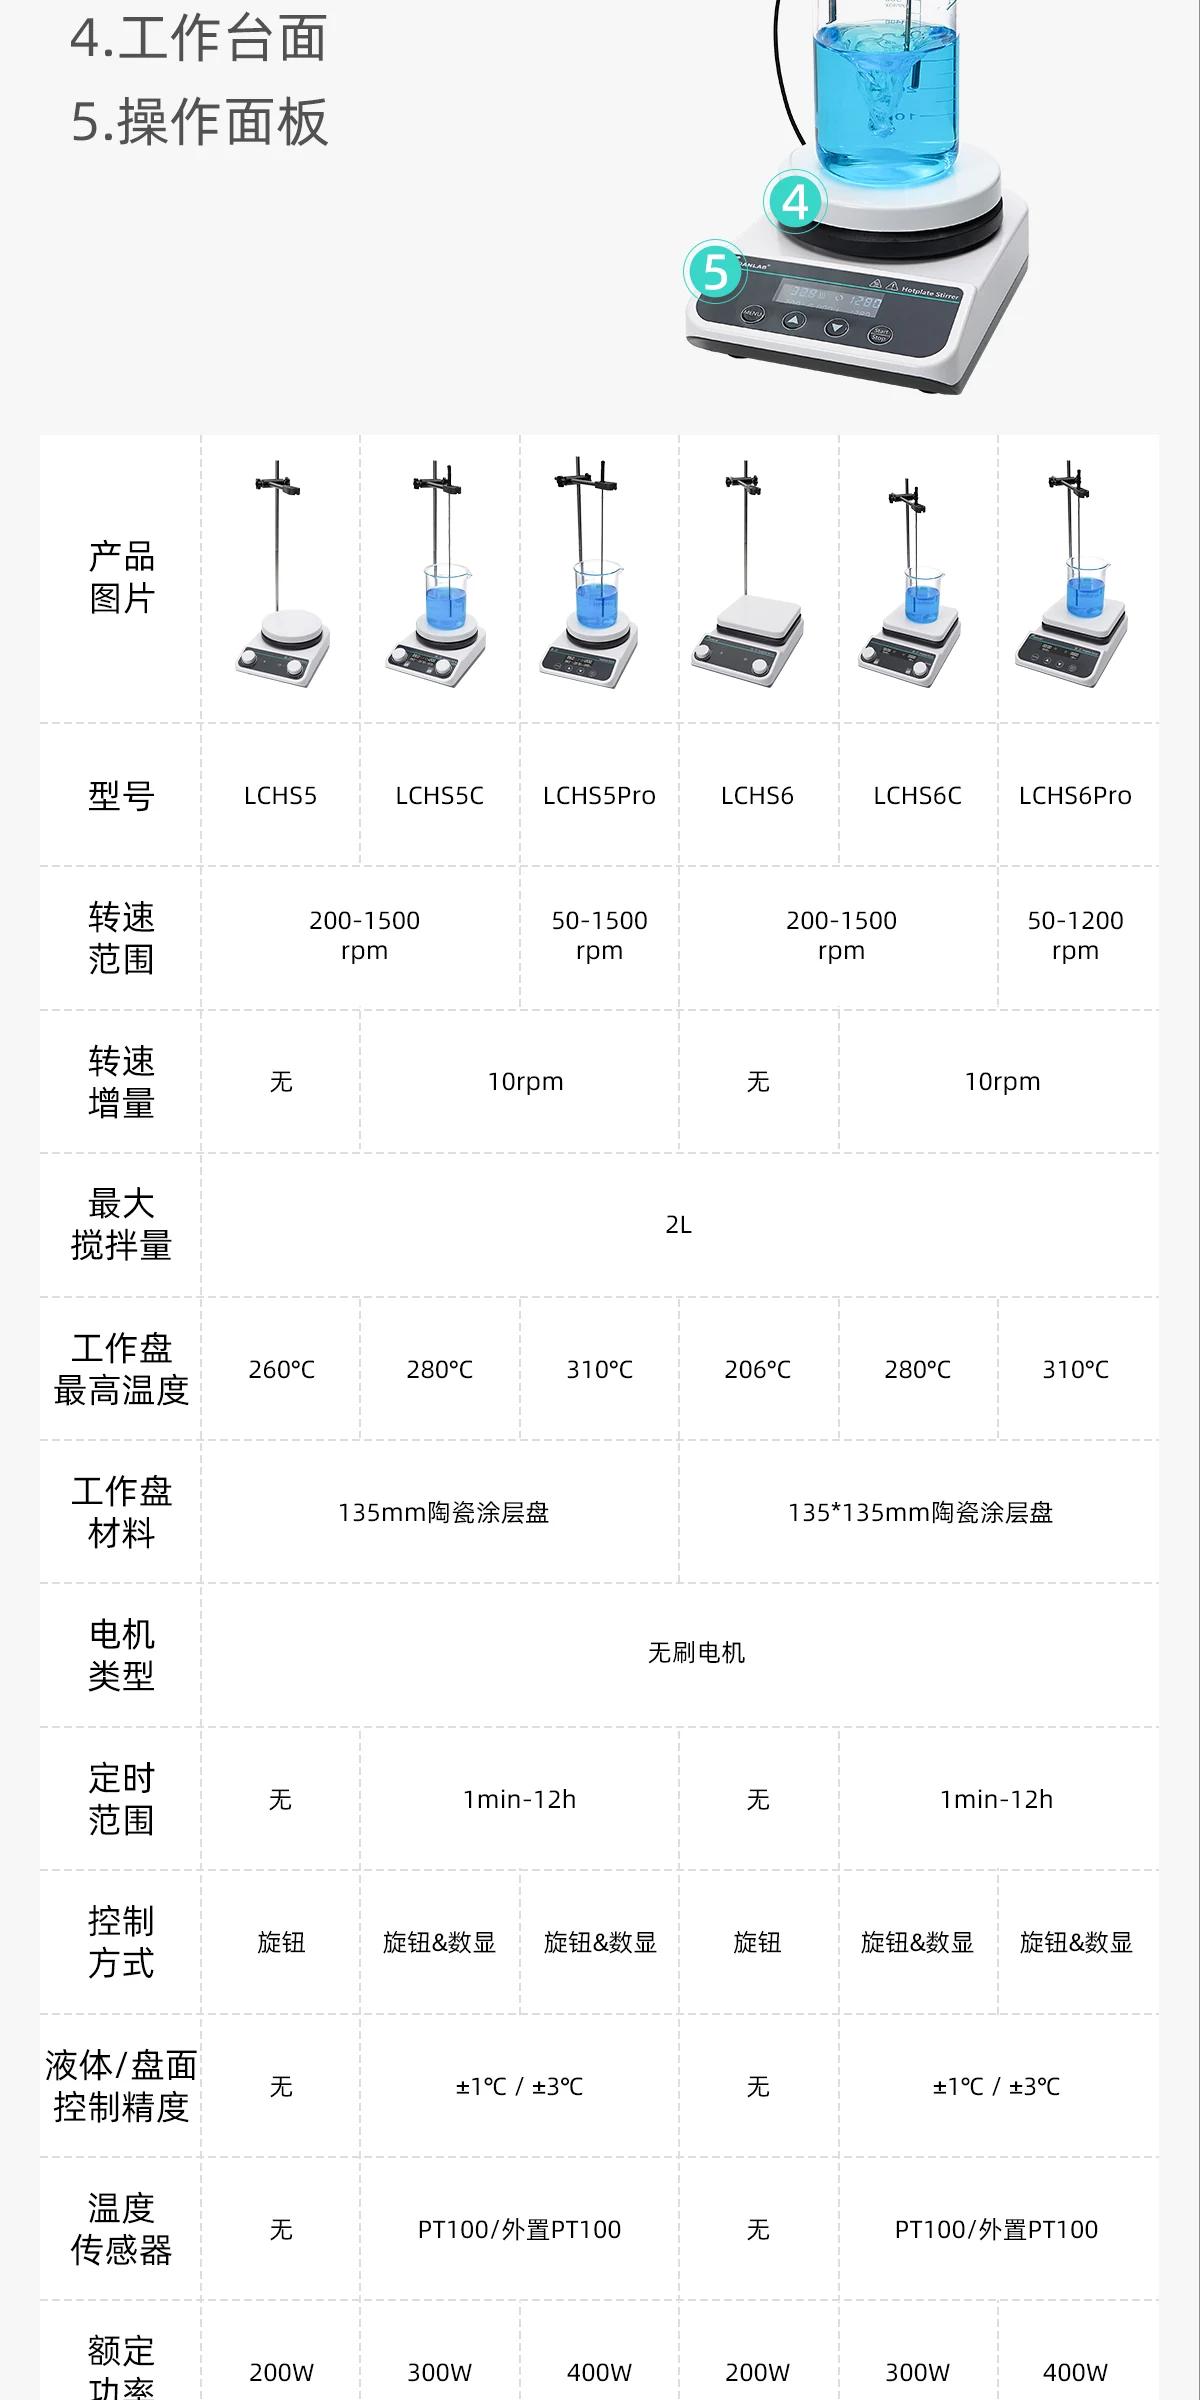 4.工作台面
5.操作面板
10
4
5
ANLAB
Hotplate Stirrer
MENU
Start
Stop
产品
图片
型号
LCHS5
LCHS5C
LCHS5Pro
LCHS6
LCHS6C
LCHS6Pro
转速
范围
200-1500
rpm
50-1500
rpm
200-1500
rpm
50-1200
rpm
转速
增量
无
10rpm
无
10rpm
最大
搅拌量
2L
工作盘
最高温度
260℃
280℃
310℃
206℃
280℃
310℃
工作盘
材料
135mm陶瓷涂层盘
135*135mm陶瓷涂层盘
电机
类型
无刷电机
定时
范围
无
1min-12h
无
1min-12h
控制
方式
旋钮
旋钮&数显
旋钮&数显
旋钮
旋钮&数显
旋钮&数显
液体/盘面
控制精度
无
±1℃ / ±3℃
无
±1℃ / ±3℃
温度
传感器
无
PT100/外置PT100
无
PT100/外置PT100
额定
功率
200W
300W
400W
200W
300W
400W